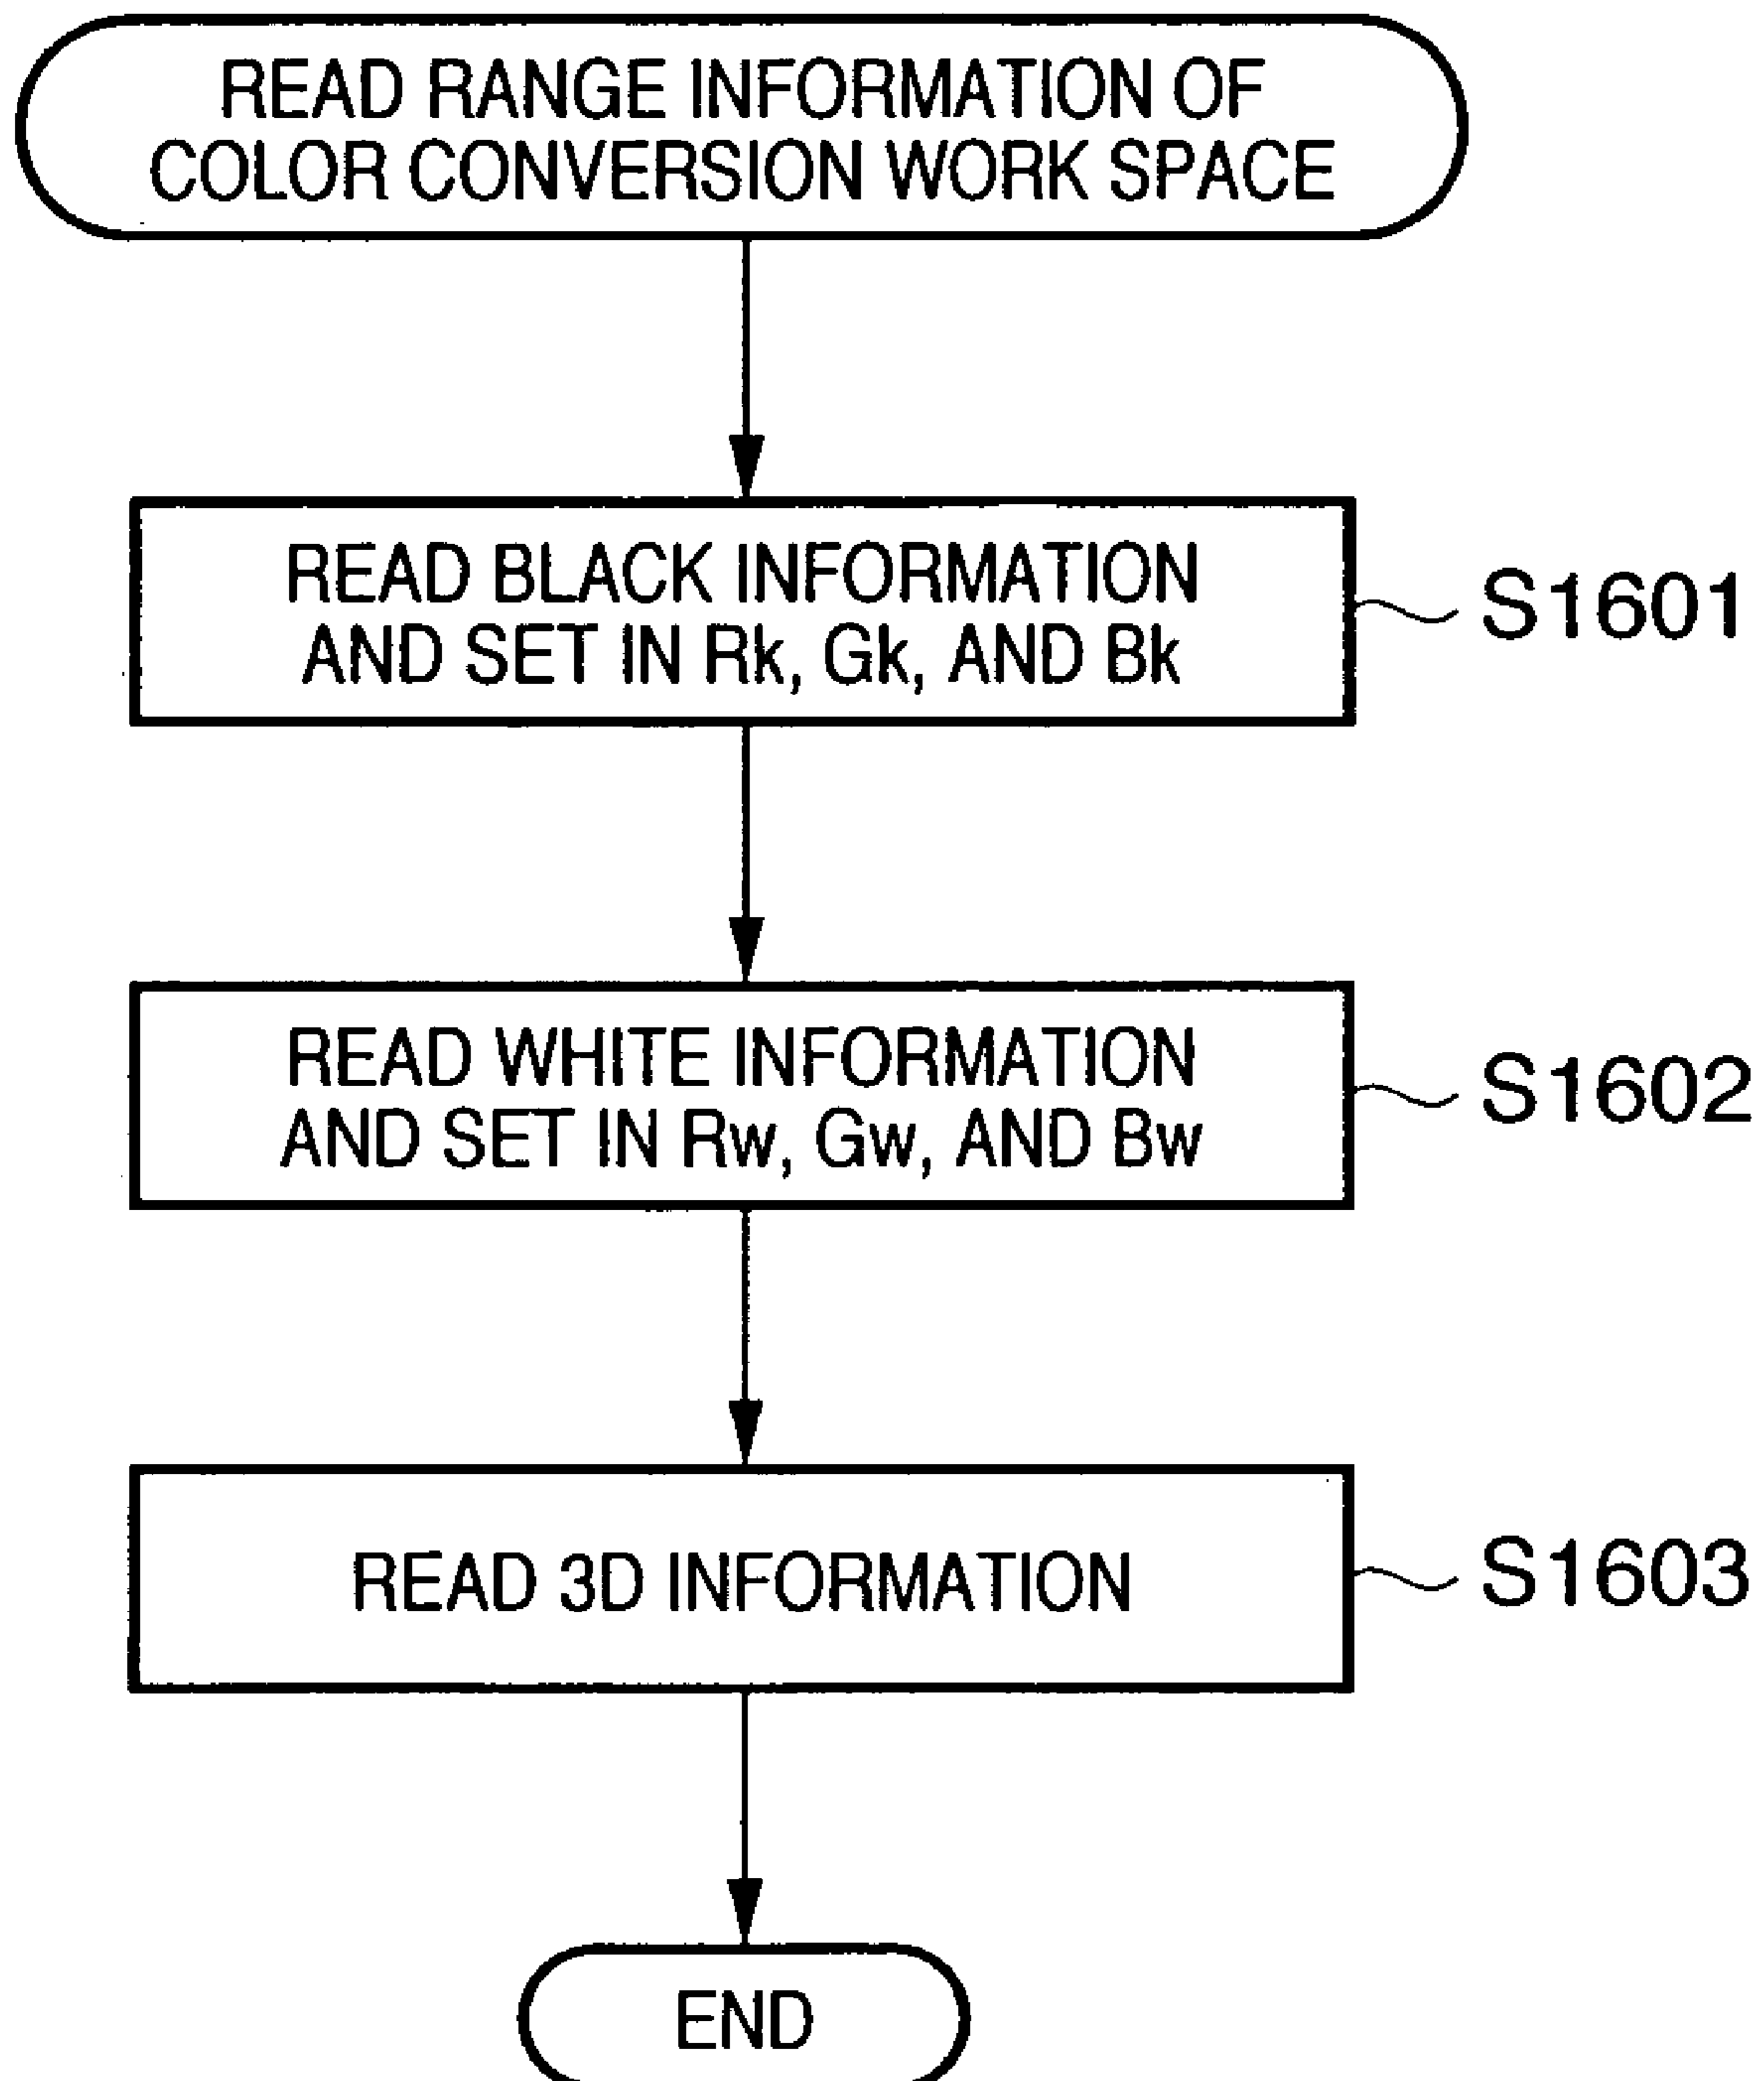 READ RANGE INFORMATION OF
COLOR CONVERSION WORK SPACE
READ BLACK INFORMATION
AND SET IN Rk, Gk, AND Bk
S1601
READ WHITE INFORMATION
AND SET IN Rw, Gw, AND Bw
S1602
READ 3D INFORMATION
S1603
END